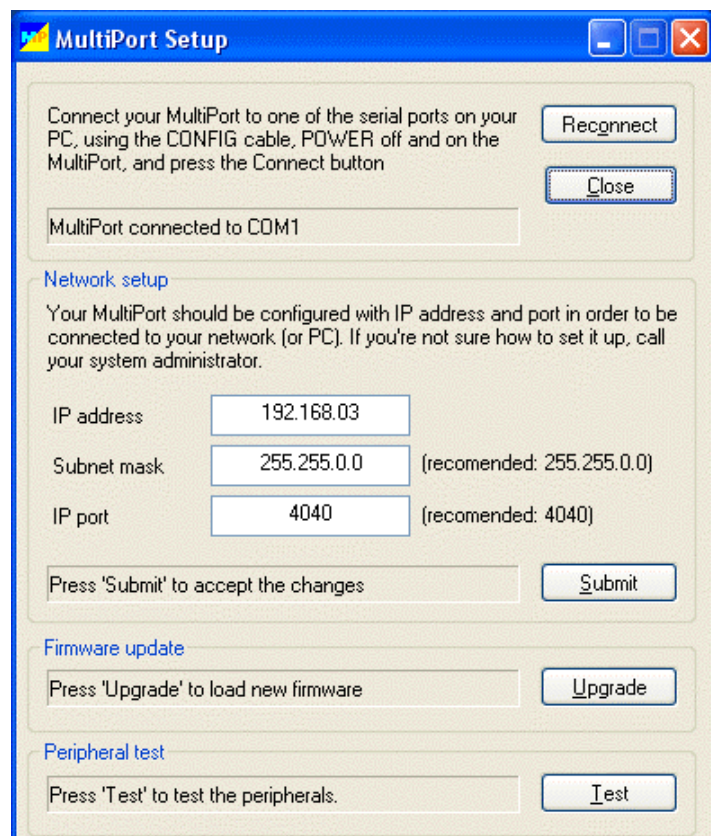 MultiPort Setup
Connect your MultiPort to one of the serial ports on your
PC, using the CONFIG cable, POWER off and on the
MultiPort, and press the Connect button
Reconnect
Close
MultiPort connected to COM1
Network setup
Your MultiPort should be configured with IP address and port in order to be
connected to your network (or PC). If you're not sure how to set it up, call
your system administrator.
IP address 192.168.03
Subnet mask 255.255.0.0 (recomended: 255.255.0.0)
IP port 4040 (recomended: 4040)
Press 'Submit' to accept the changes Submit
Firmware update
Press 'Upgrade' to load new firmware Upgrade
Peripheral test
Press 'Test' to test the peripherals. Test